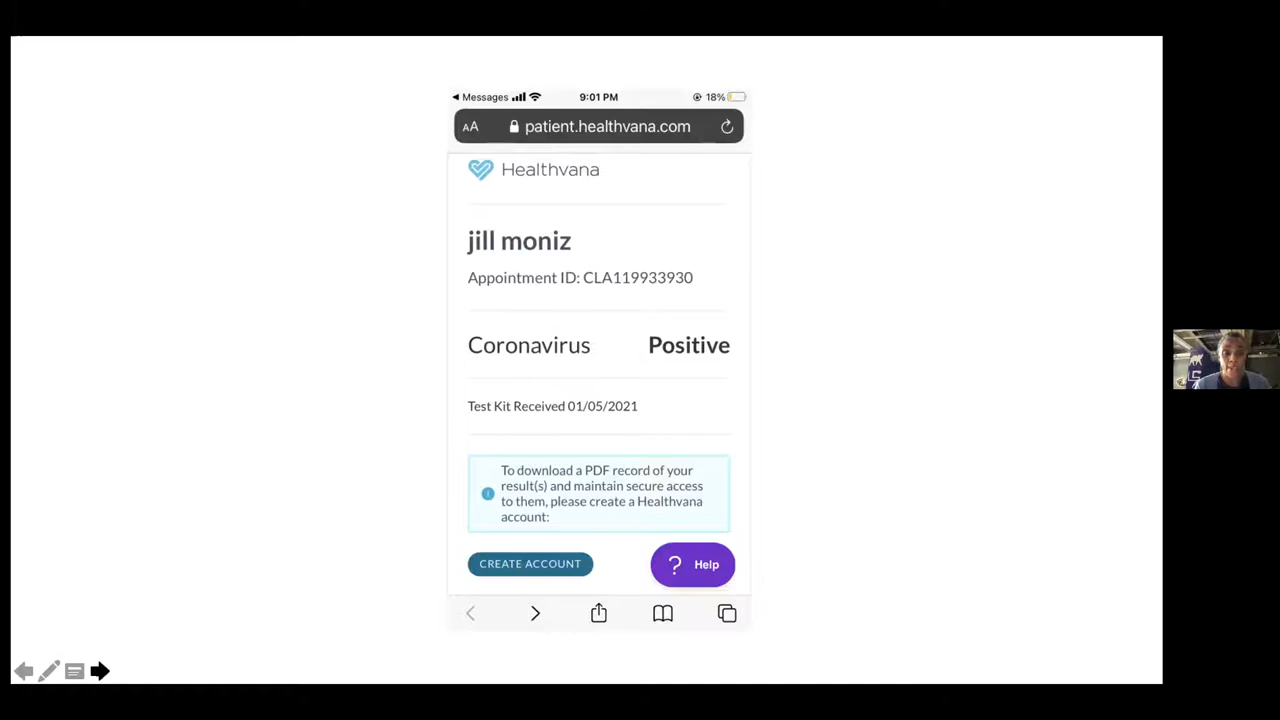 Messages 9:01 PM 18%
AA patient.healthvana.com
Healthvana
jill moniz
Appointment ID: CLA119933930
Coronavirus Positive
Test Kit Received 01/05/2021
To download a PDF record of your
result(s) and maintain secure access
to them, please create a Healthvana
account:
CREATE ACCOUNT
? Help